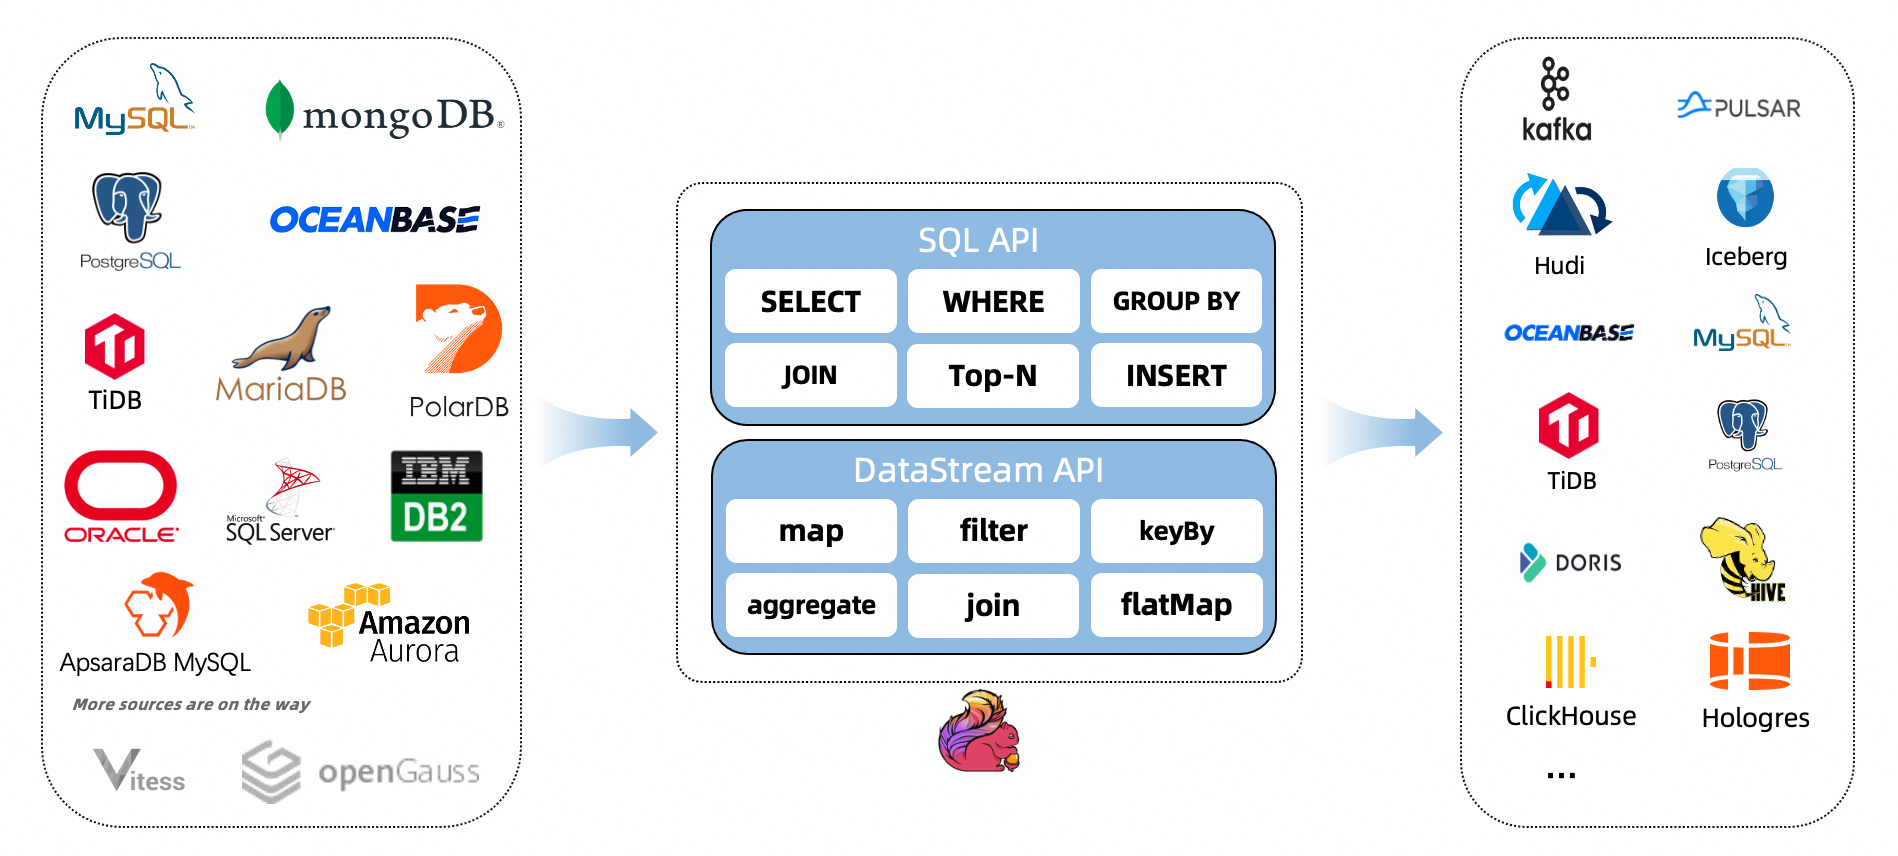 MySQL™
mongoDB®
PostgreSQL
OCEANBASE
TiDB
MariaDB
PolarDB
ORACLE®
Microsoft®
SQL Server®
IBM
DB2
ApsaraDB MySQL
Amazon
Aurora
More sources are on the way
Vitess
openGauss
SQL API
SELECT
WHERE
GROUP BY
JOIN
Top-N
INSERT
DataStream API
map
filter
keyBy
aggregate
join
flatMap
kafka
PULSAR
Hudi
Iceberg
OCEANBASE
MySQL™
TiDB
PostgreSQL
DORIS
HIVE
ClickHouse
Hologres
...